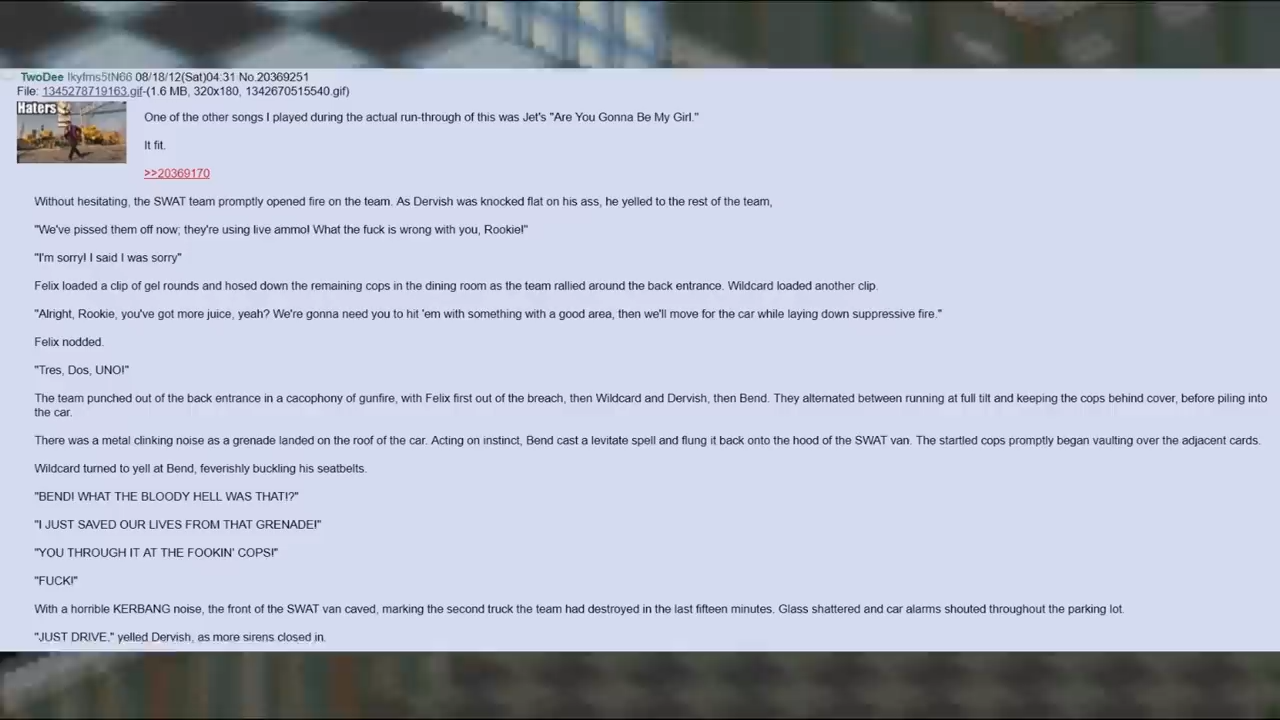 TwoDee !kyfms5tN66 08/18/12(Sat)04:31 No.20369251
File: 1345278719163.gif-(1.6 MB, 320x180, 1342670515540.gif)
Haters
One of the other songs I played during the actual run-through of this was Jet's "Are You Gonna Be My Girl."
It fit.
>>20369170
Without hesitating, the SWAT team promptly opened fire on the team. As Dervish was knocked flat on his ass, he yelled to the rest of the team,
"We've pissed them off now; they're using live ammo! What the fuck is wrong with you, Rookie!"
"I'm sorry! I said I was sorry"
Felix loaded a clip of gel rounds and hosed down the remaining cops in the dining room as the team rallied around the back entrance. Wildcard loaded another clip.
"Alright, Rookie, you've got more juice, yeah? We're gonna need you to hit 'em with something with a good area, then we'll move for the car while laying down suppressive fire."
Felix nodded.
"Tres, Dos, UNO!"
The team punched out of the back entrance in a cacophony of gunfire, with Felix first out of the breach, then Wildcard and Dervish, then Bend. They alternated between running at full tilt and keeping the cops behind cover, before piling into
the car.
There was a metal clinking noise as a grenade landed on the roof of the car. Acting on instinct, Bend cast a levitate spell and flung it back onto the hood of the SWAT van. The startled cops promptly began vaulting over the adjacent cards.
Wildcard turned to yell at Bend, feverishly buckling his seatbelts.
"BEND! WHAT THE BLOODY HELL WAS THAT!?"
"I JUST SAVED OUR LIVES FROM THAT GRENADE!"
"YOU THROUGH IT AT THE FOOKIN' COPS!"
"FUCK!"
With a horrible KERBANG noise, the front of the SWAT van caved, marking the second truck the team had destroyed in the last fifteen minutes. Glass shattered and car alarms shouted throughout the parking lot.
"JUST DRIVE." yelled Dervish, as more sirens closed in.